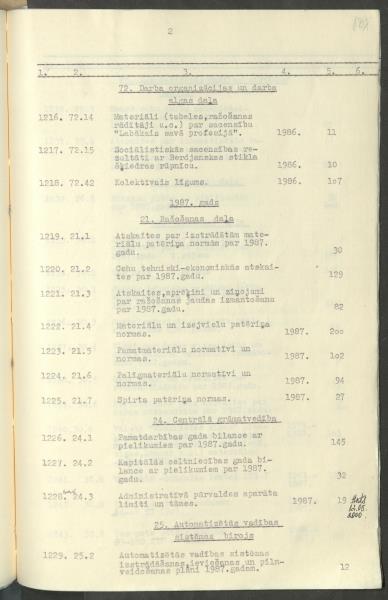 2
1. 2. 3. 4. 5. 6.
72. Darba organizācijas un darba
algas daļa
1216. 72.14 Materiāli (tabeles,ražošanas
rādītāji u.c.) par sacensību
"Labākais savā profesijā". 1986. 11
1217. 72.15 Sociālistiskās sacensības re-
zultāti ar Berdjanskas stikla
šķiedras rūpnīcu. 1986. 10
1218. 72.42 Kolektīvais līgums. 1986. 1o7
1987. gads
21. Ražošanas daļa
1219. 21.1 Atskaites par izstrādātām mate-
riālu patēriņa normām par 1987.
gadu. 30
1220. 21.2 Cehu tehniski-ekonomiskās atskai-
tes par 1987.gadu. 129
1221. 21.3 Atskaites,aprēķini un ziņojumi
par ražošanas jaudas izmantošanu
par 1987.gadu. 82
1222. 21.4 Materiālu un izejvielu patēriņa
normas. 1987. 2oo
1223. 21.5 Pamatmateriālu normatīvi un
normas. 1987. 1o2
1224. 21.6 Palīgmateriālu normatīvi un
normas. 1987. 94
1225. 21.7 Spirta patēriņa normas. 1987. 27
24. Centrālā grāmatvedība
1226. 24.1 Pamatdarbības gada bilance ar
pielikumiem par 1987.gadu. 145
1227. 24.2 Kapitālās celtniecības gada bi-
lance ar pielikumiem par 1987.
gadu. 32
1228. 24.3 Administratīvā pārvaldes aparāta
limiti un tāmes. 1987. 19
25. Automatizētās vadības
sistēmas birojs
1229. 25.2 Automatizētās vadības sistēmas
izstrādāšanas,ieviešanas un piln-
veidošanas plāni 1987.gadam. 12